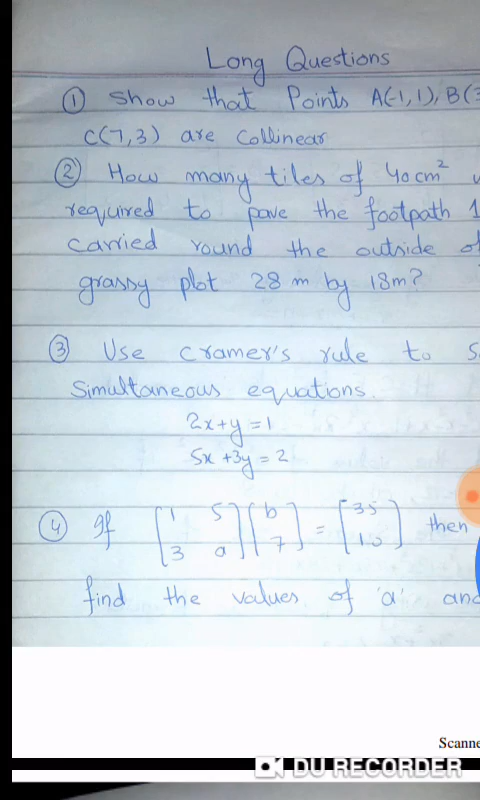 Long Questions
① Show that Points A(-1,1), B(3
C(7,3) are Collinear
② How many tiles of 40cm²
required to pave the footpath 1
carried round the outside of
grassy plot 28 m by 18m?
③ Use Cramer's rule to S
Simultaneous equations.
2x+y=1
5x+3y=2
④ If [1 5 3 a][b 7]=[35 10] then
find the values of 'a' and
Scanne
DU RECORDER